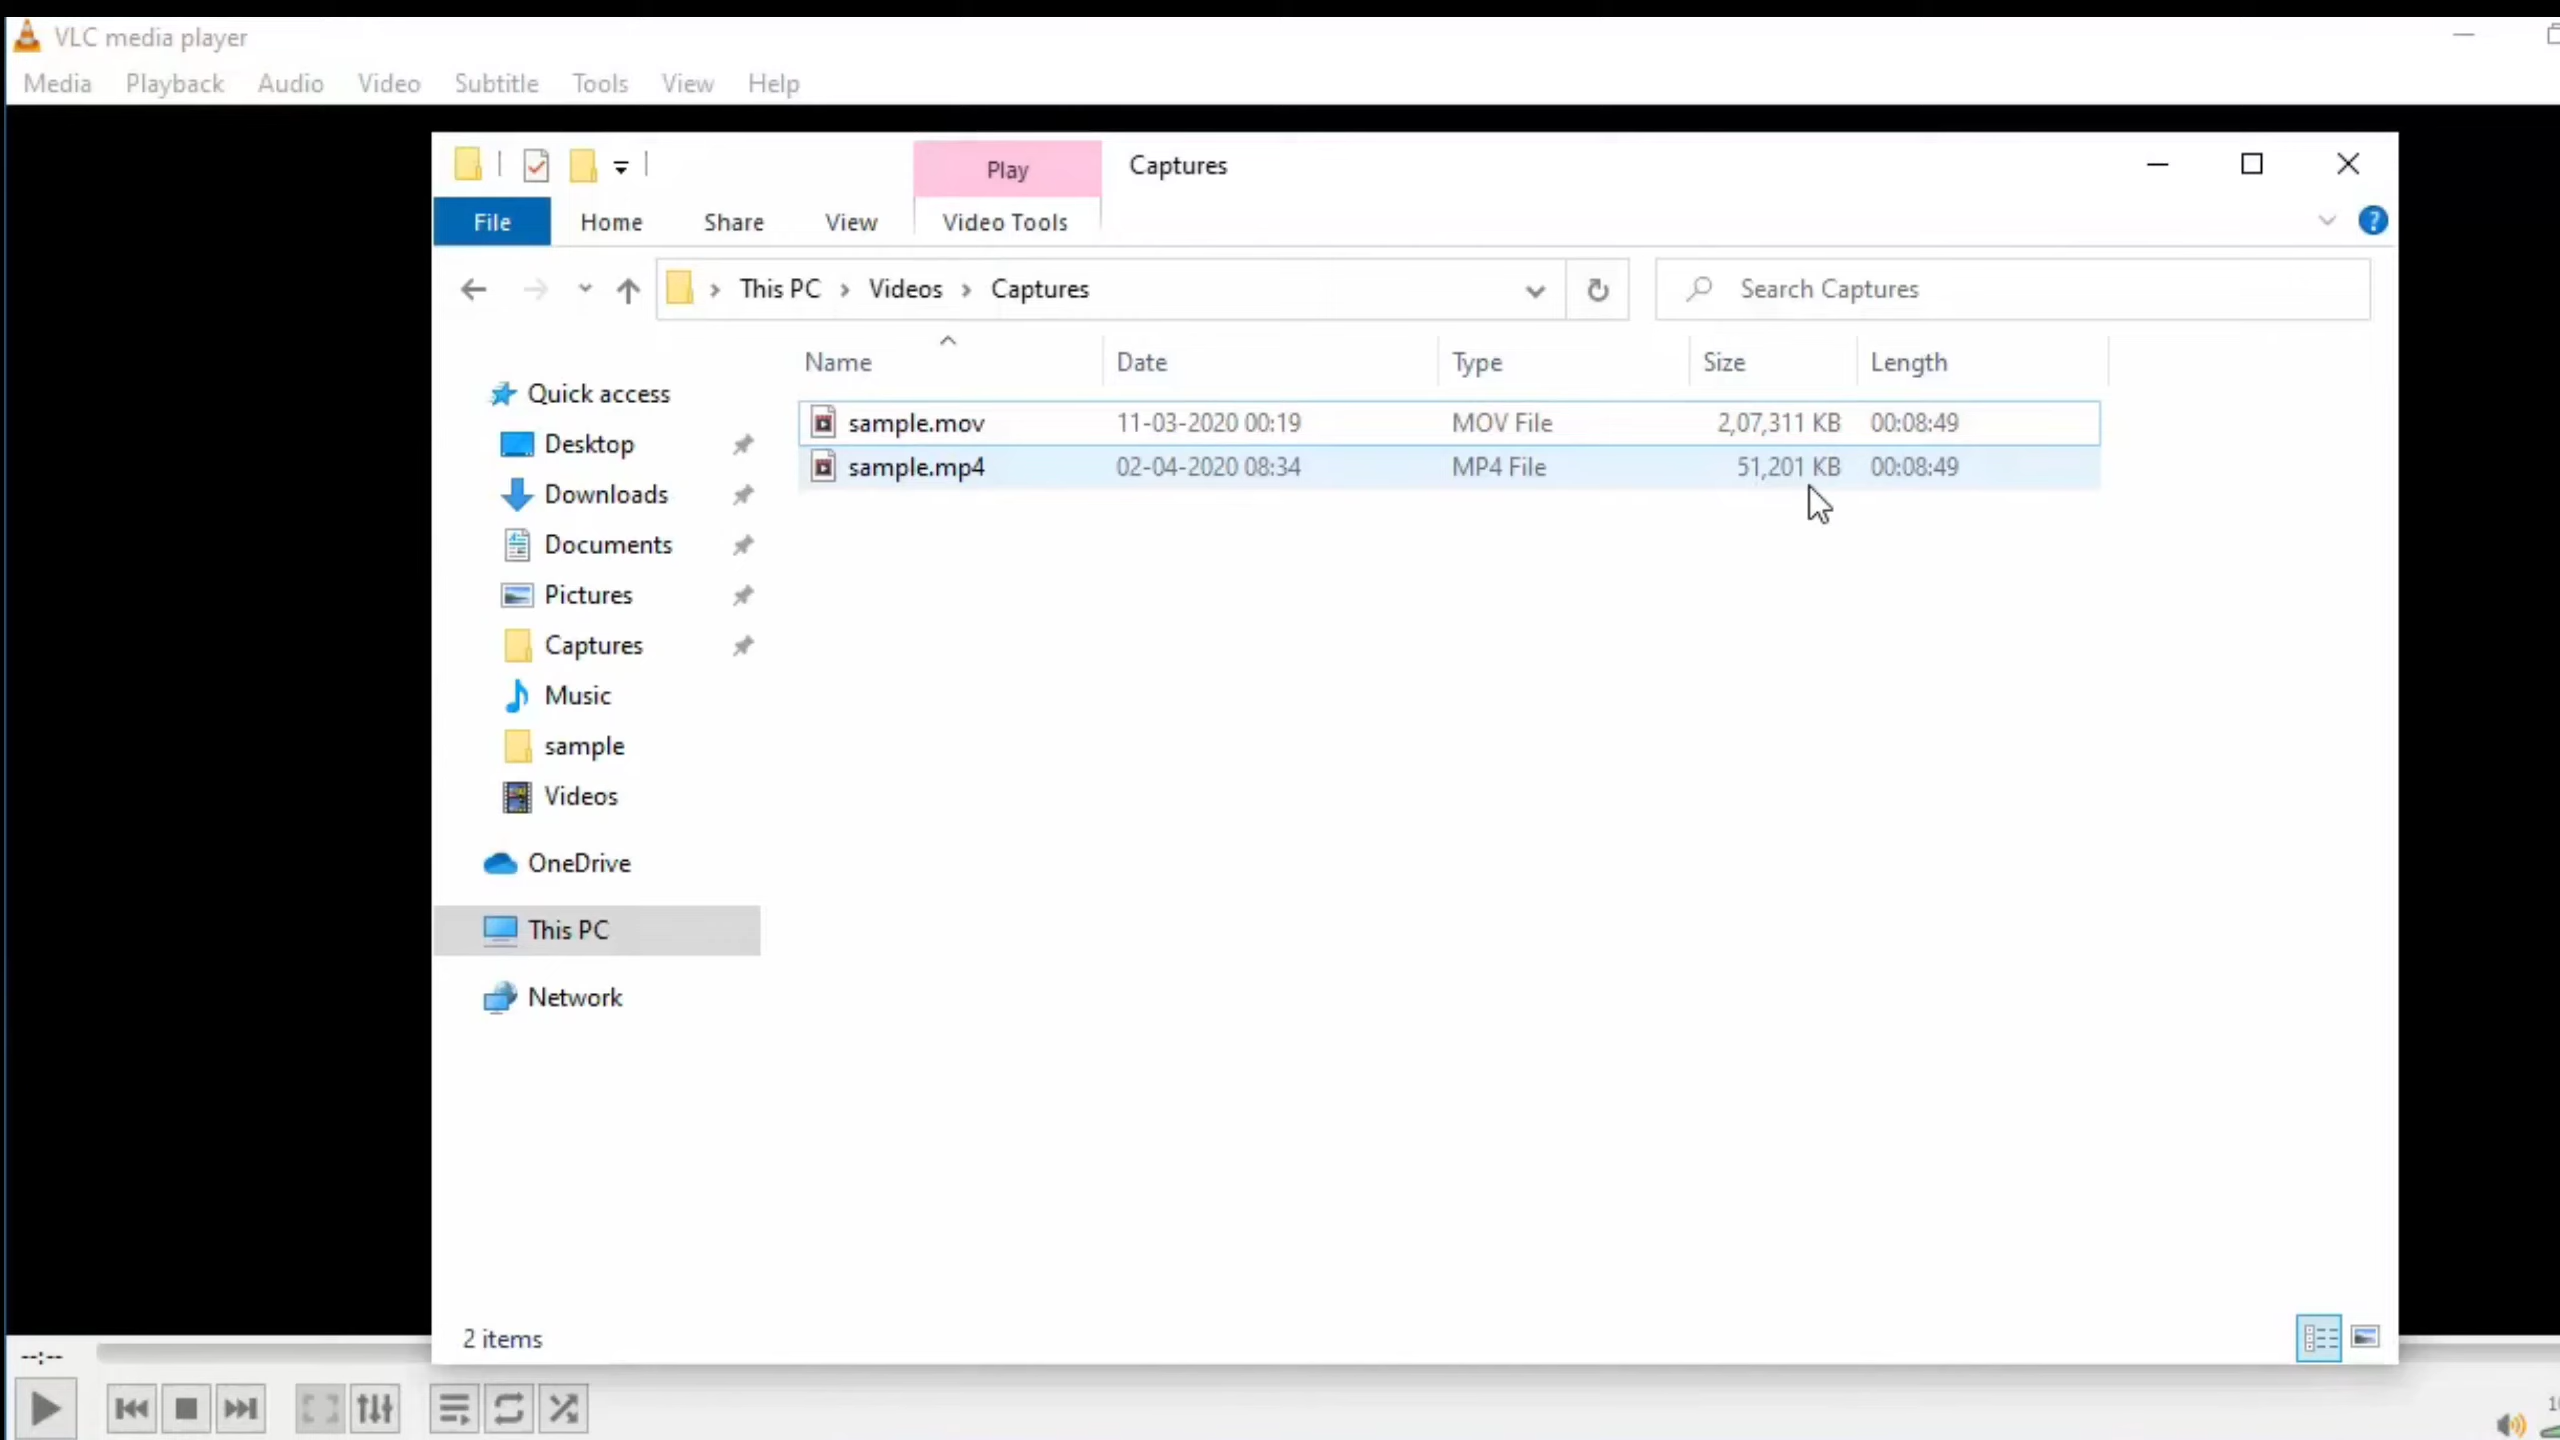 VLC media player
Media Playback Audio Video Subtitle Tools View Help
Play Captures
File Home Share View Video Tools
This PC Videos Captures Search Captures
Name Date Type Size Length
sample.mov 11-03-2020 00:19 MOV File 2,07,311 KB 00:08:49
sample.mp4 02-04-2020 08:34 MP4 File 51,201 KB 00:08:49
Quick access
Desktop
Downloads
Documents
Pictures
Captures
Music
sample
Videos
OneDrive
This PC
Network
2 items
--:--